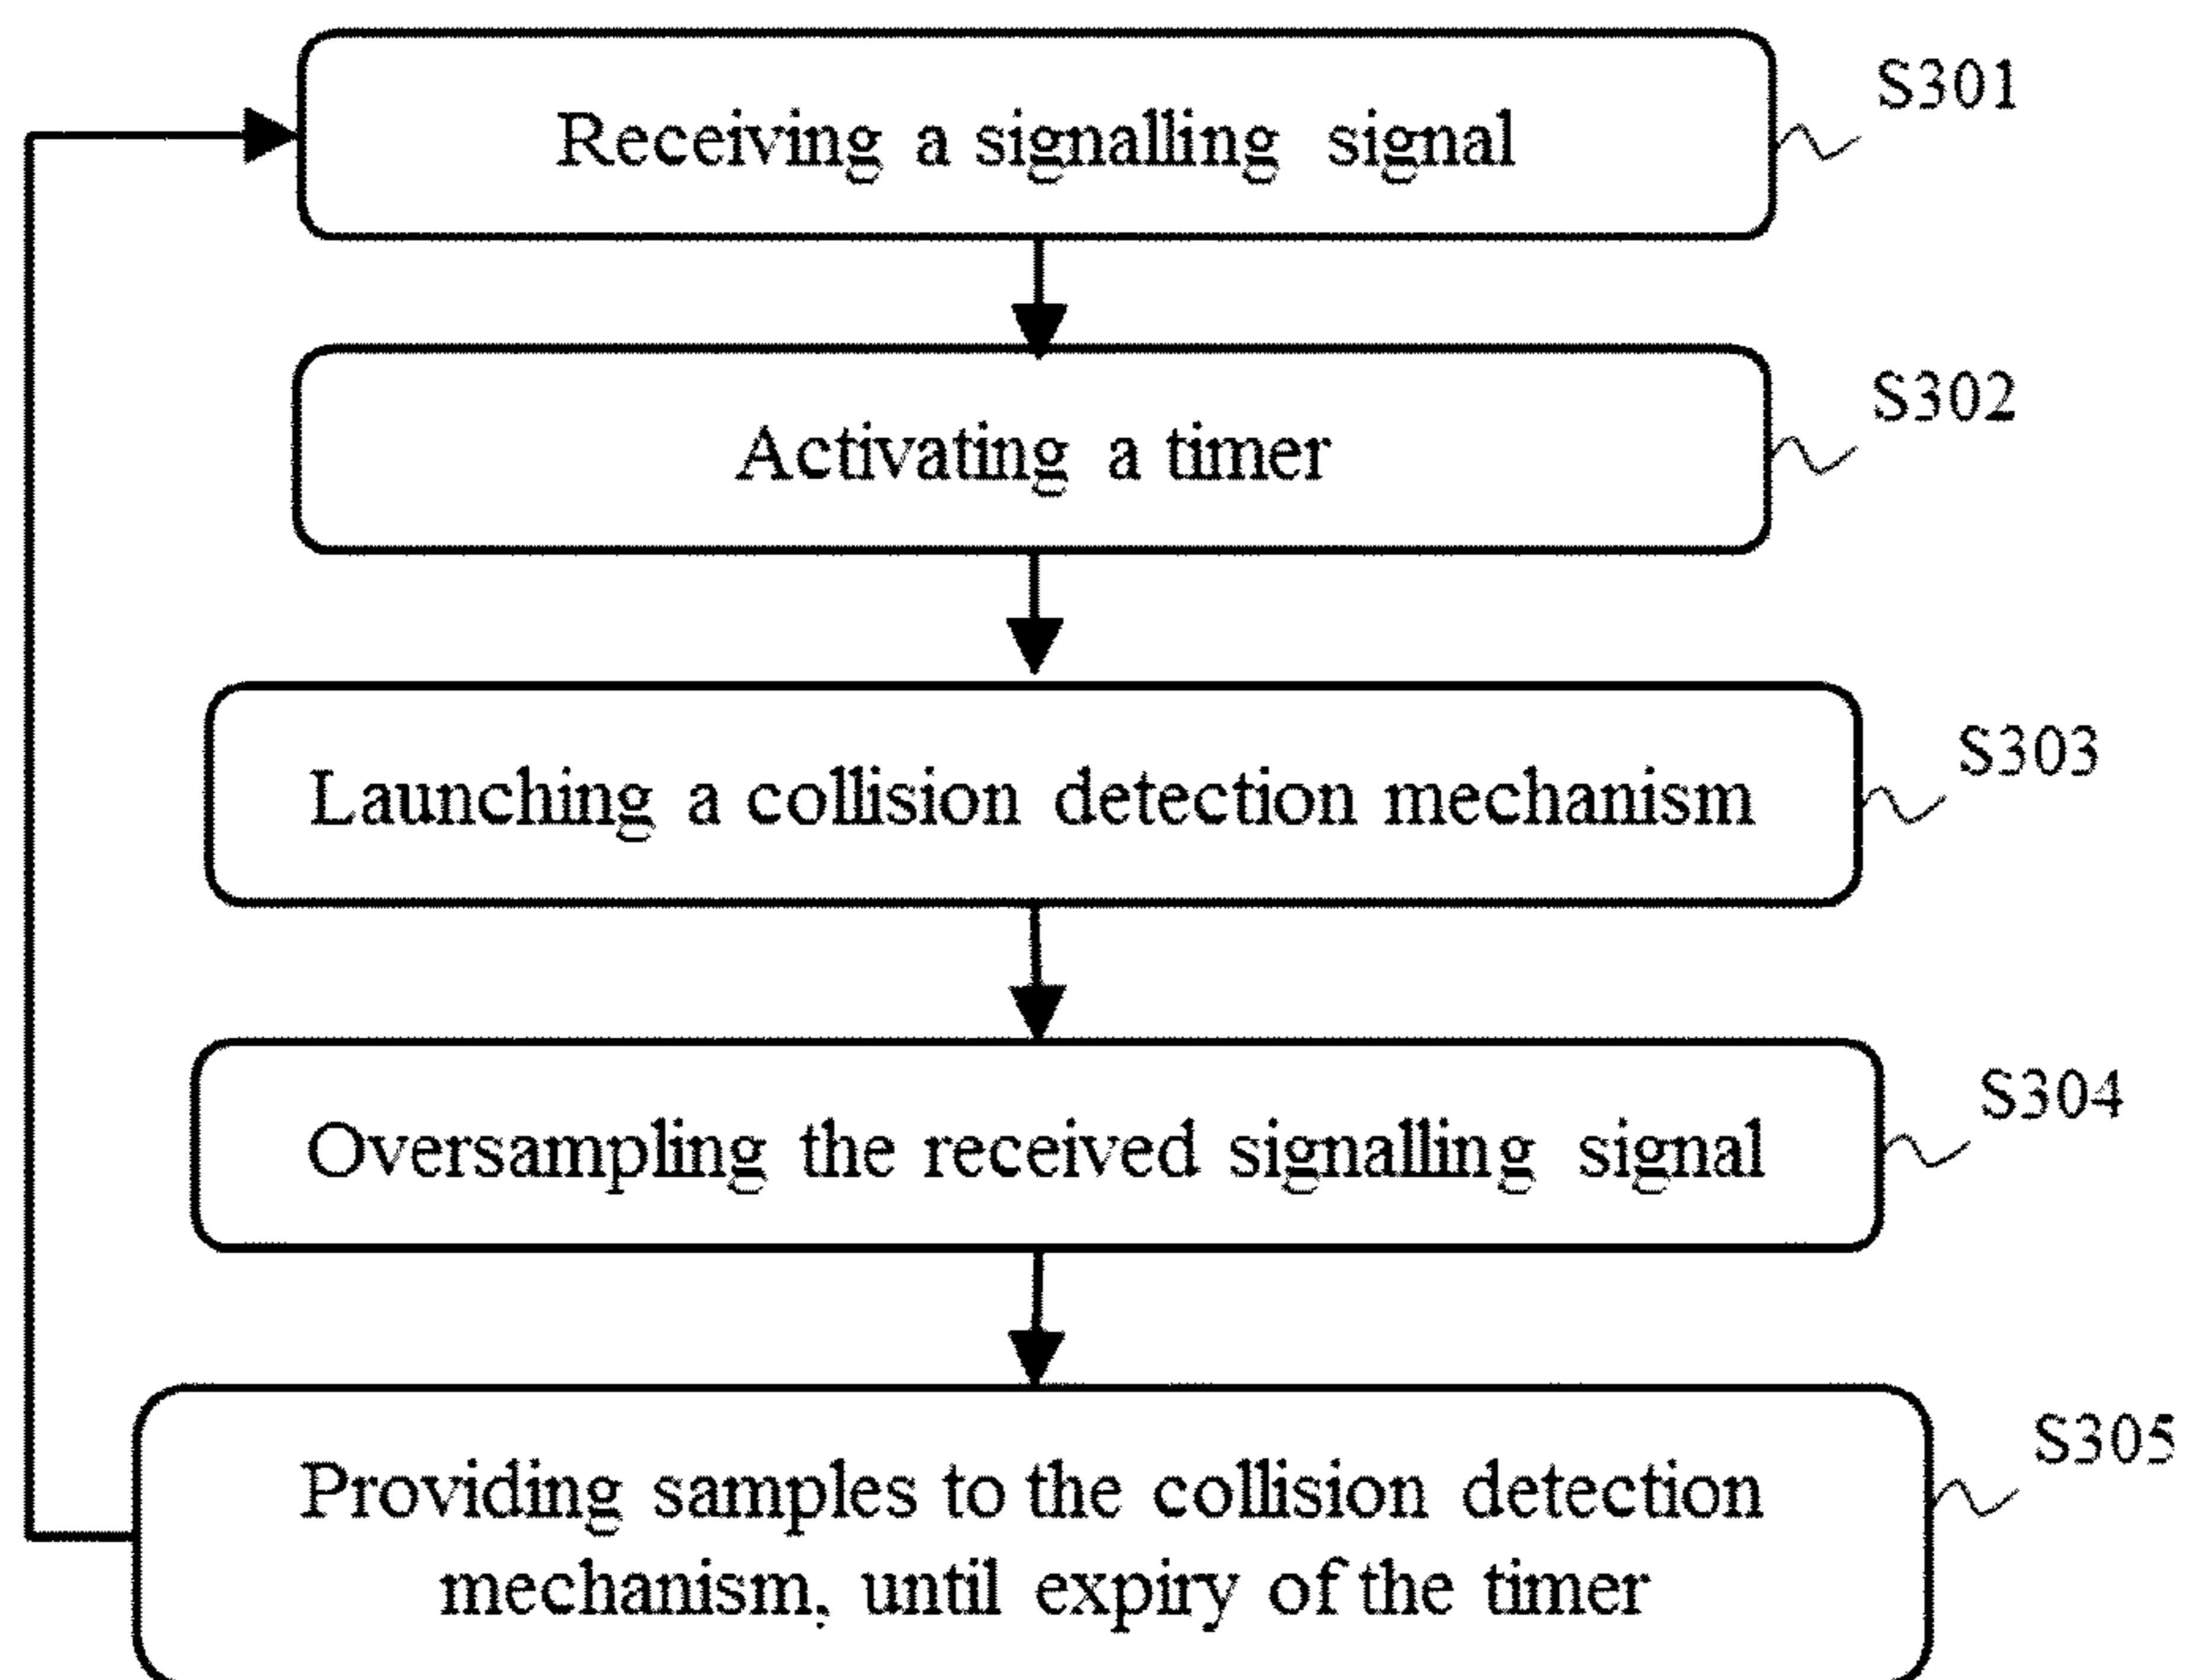 S301
Receiving a signalling signal
S302
Activating a timer
S303
Launching a collision detection mechanism
S304
Oversampling the received signalling signal
S305
Providing samples to the collision detection
mechanism, until expiry of the timer